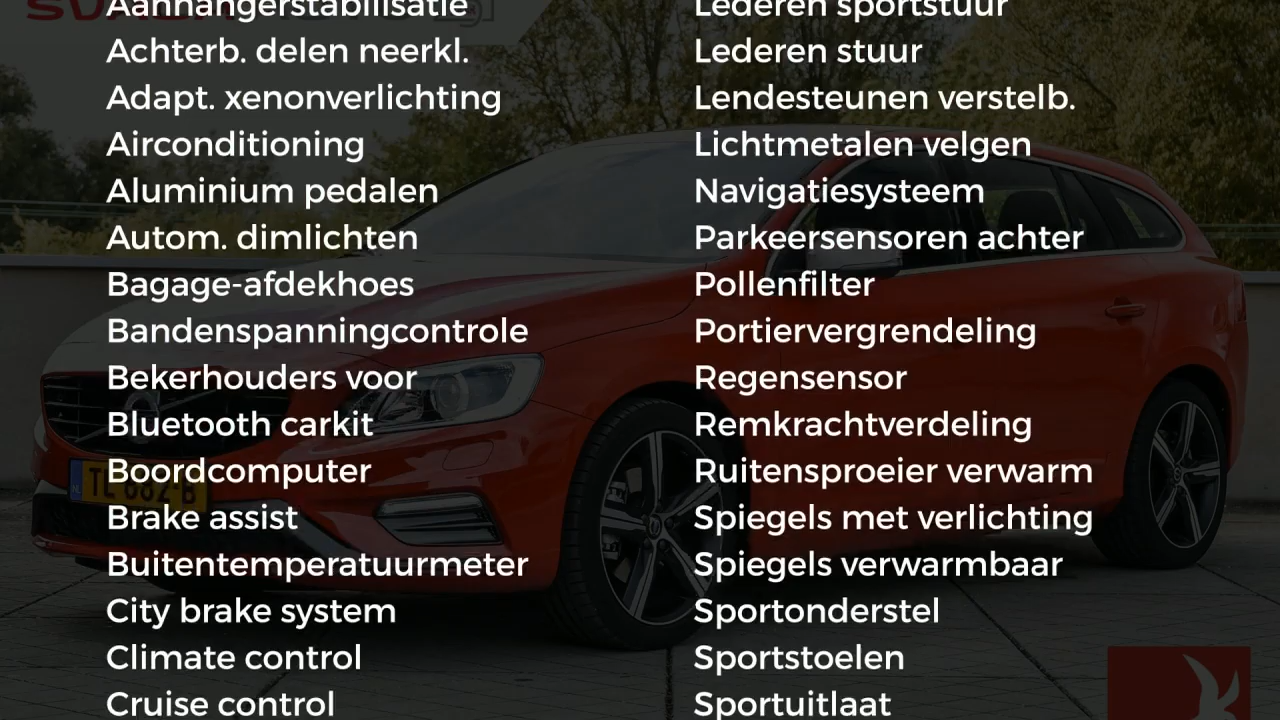 Aanhangerstabilisatie
Achterb. delen neerkl.
Adapt. xenonverlichting
Airconditioning
Aluminium pedalen
Autom. dimlichten
Bagage-afdekhoes
Bandenspanningcontrole
Bekerhouders voor
Bluetooth carkit
Boordcomputer
Brake assist
Buitentemperatuurmeter
City brake system
Climate control
Cruise control
Lederen sportstuur
Lederen stuur
Lendesteunen verstelb.
Lichtmetalen velgen
Navigatiesysteem
Parkeersensoren achter
Pollenfilter
Portiervergrendeling
Regensensor
Remkrachtverdeling
Ruitensproeier verwarm
Spiegels met verlichting
Spiegels verwarmbaar
Sportonderstel
Sportstoelen
Sportuitlaat